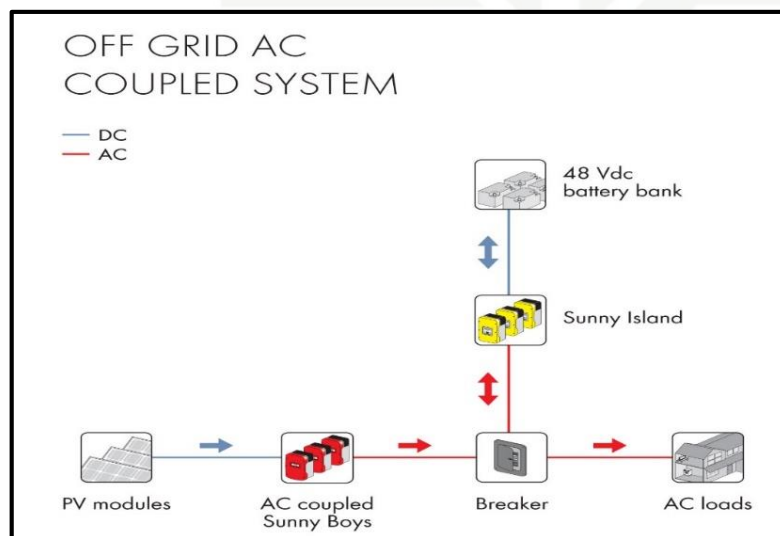 OFF GRID AC
COUPLED SYSTEM
DC
AC
48 Vdc
battery bank
Sunny Island
PV modules
AC coupled
Sunny Boys
Breaker
AC loads